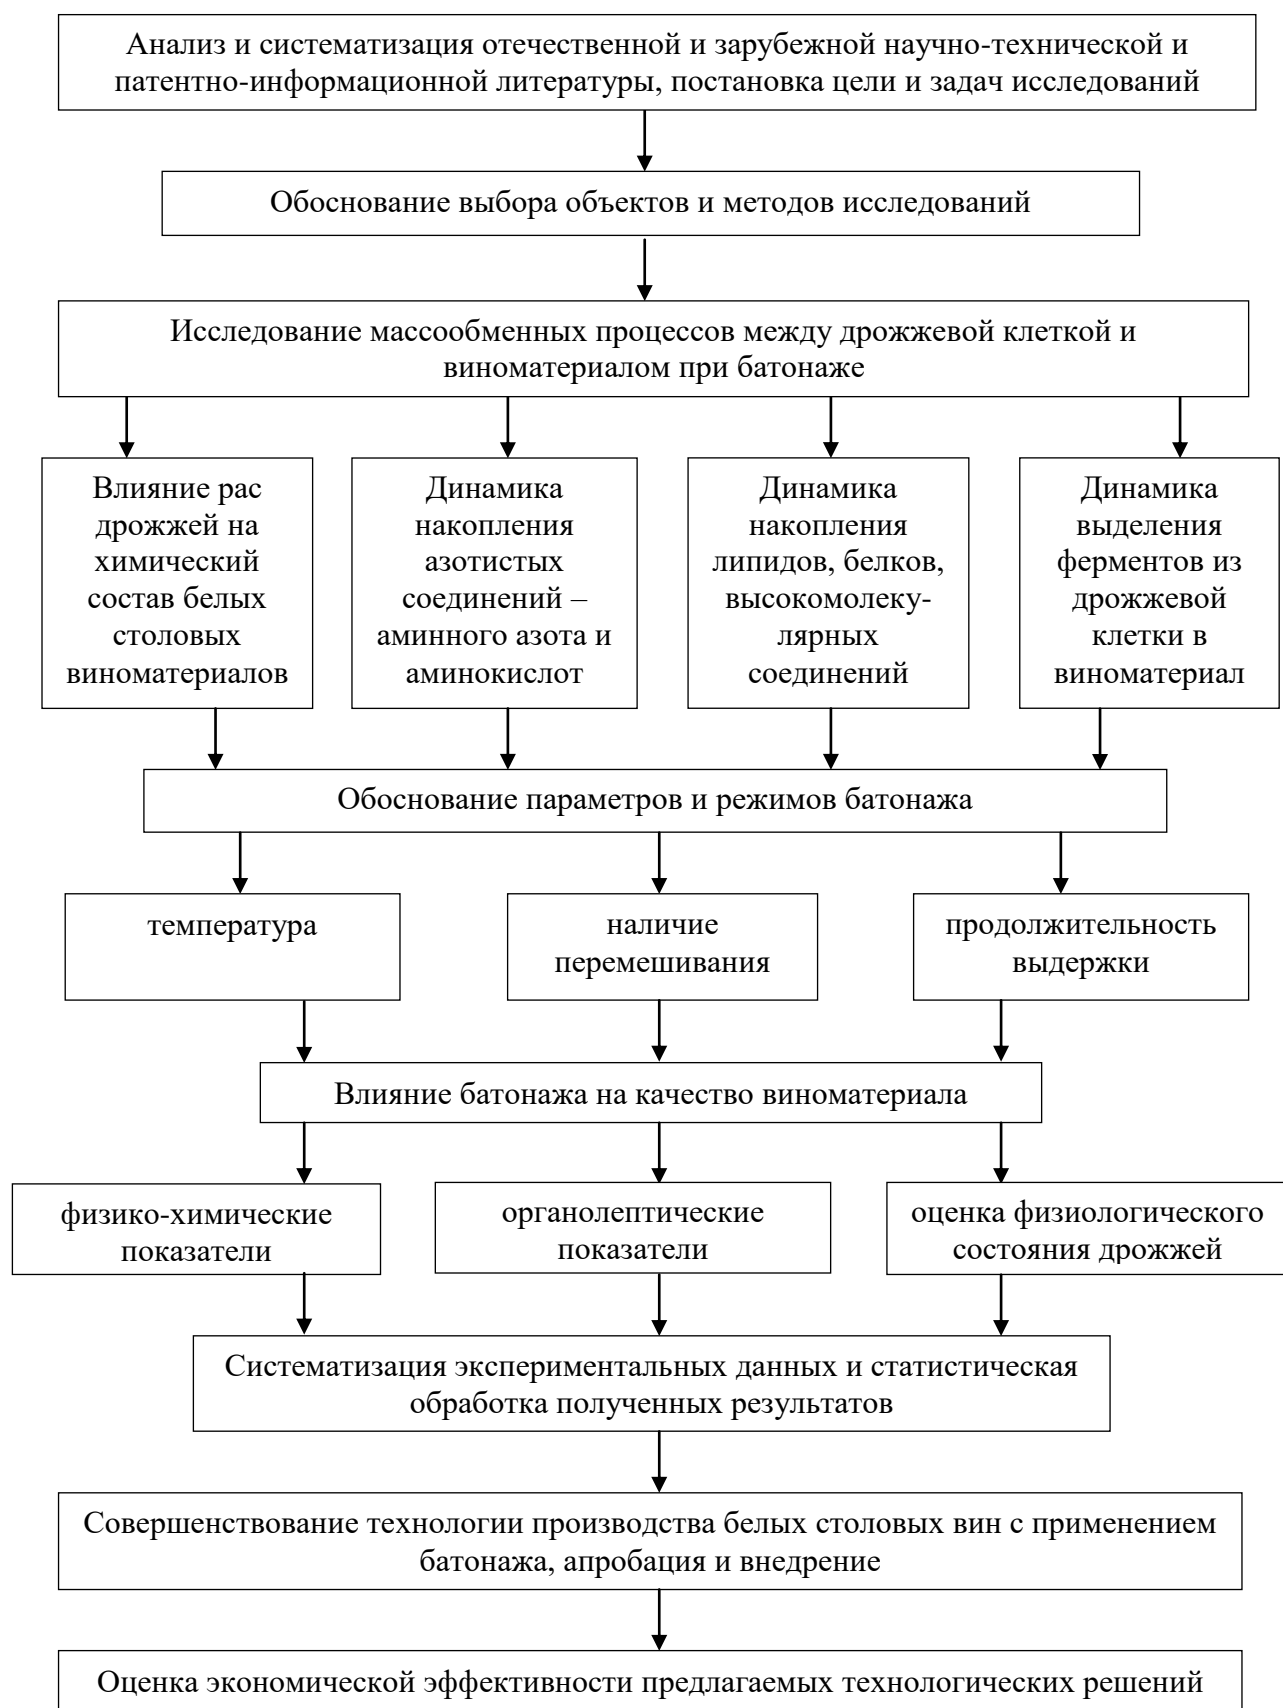 Анализ и систематизация отечественной и зарубежной научно-технической и
патентно-информационной литературы, постановка цели и задач исследований
Обоснование выбора объектов и методов исследований
Исследование массообменных процессов между дрожжевой клеткой и
виноматериалом при батонаже
Влияние рас
дрожжей на
химический
состав белых
столовых
виноматериалов
Динамика
накопления
азотистых
соединений –
аминного азота и
аминокислот
Динамика
накопления
липидов, белков,
высокомолеку-
лярных
соединений
Динамика
выделения
ферментов из
дрожжевой
клетки в
виноматериал
Обоснование параметров и режимов батонажа
температура
наличие
перемешивания
продолжительность
выдержки
Влияние батонажа на качество виноматериала
физико-химические
показатели
органолептические
показатели
оценка физиологического
состояния дрожжей
Систематизация экспериментальных данных и статистическая
обработка полученных результатов
Совершенствование технологии производства белых столовых вин с применением
батонажа, апробация и внедрение
Оценка экономической эффективности предлагаемых технологических решений